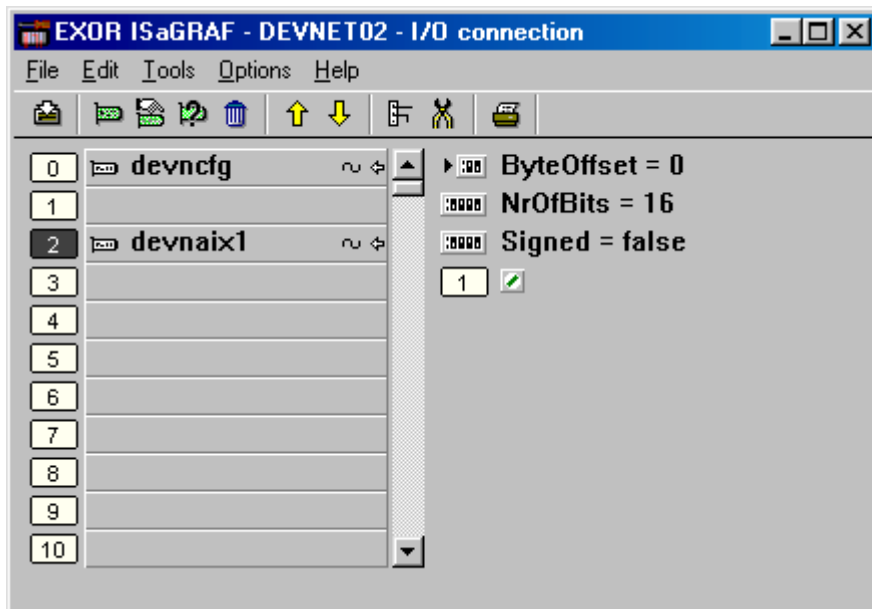 EXOR ISaGRAF - DEVNET02 - I/O connection
File Edit Tools Options Help
0 devncfg
1
2 devnaix1
3
4
5
6
7
8
9
10
ByteOffset = 0
NrOfBits = 16
Signed = false
1